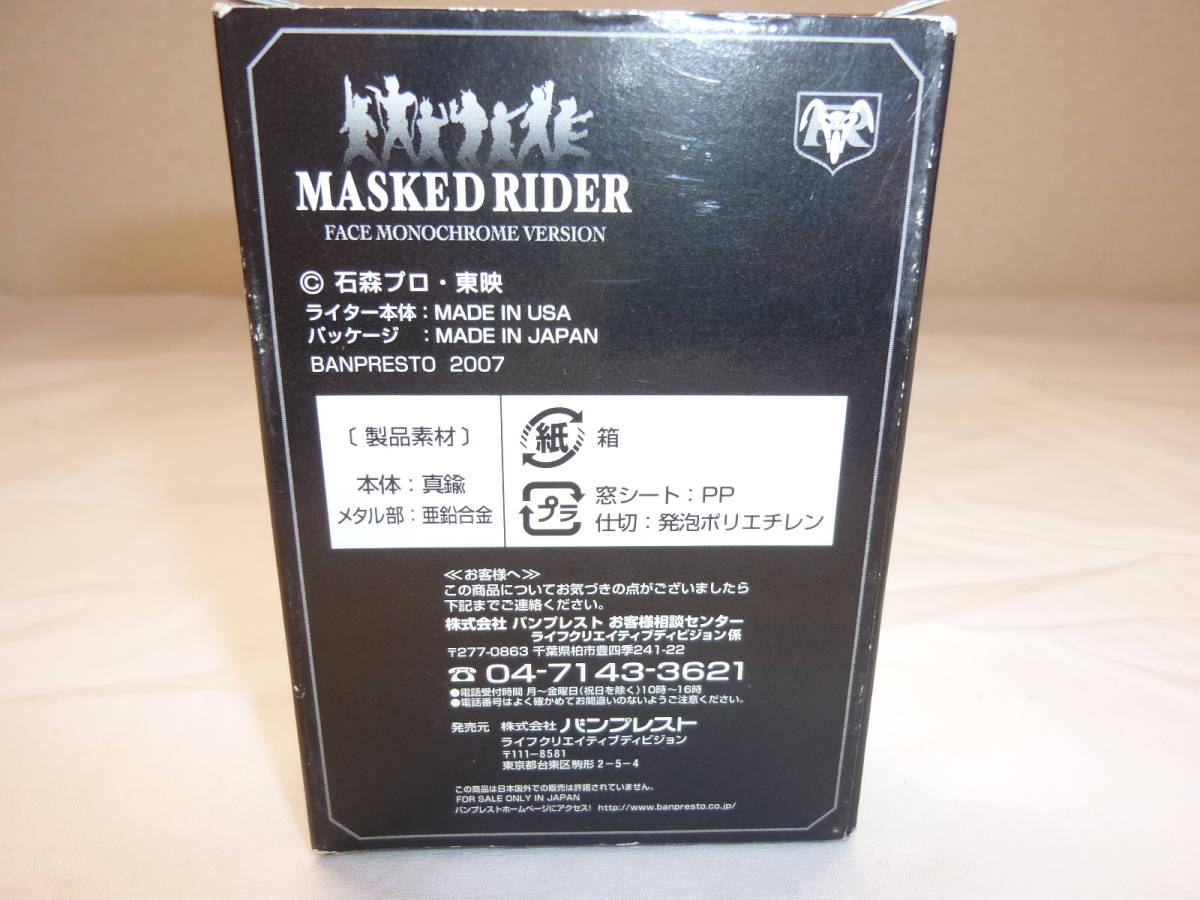 MASKED RIDER
FACE MONOCHROME VERSION
© 石森プロ・東映
ライター本体：MADE IN USA
パッケージ　：MADE IN JAPAN
BANPRESTO 2007
〔 製品素材 〕
本体：真鍮
メタル部：亜鉛合金
紙 箱
プラ
窓シート：PP
仕切：発泡ポリエチレン
≪お客様へ≫
この商品についてお気づきの点がございましたら
下記までご連絡ください。
株式会社 バンプレスト お客様相談センター
ライフクリエイティブディビジョン係
〒277-0863 千葉県柏市豊四季241-22
☎ 04-7143-3621
●電話受付時間 月～金曜日(祝日を除く)10時～16時
●電話番号はよく確かめてお間違いのないようご注意ください。
発売元 株式会社 バンプレスト
ライフクリエイティブディビジョン
〒111-8581
東京都台東区駒形2-5-4
この商品は日本国外での販売は許諾されていません。
FOR SALE ONLY IN JAPAN
バンプレストホームページにアクセス! http://www.banpresto.co.jp/